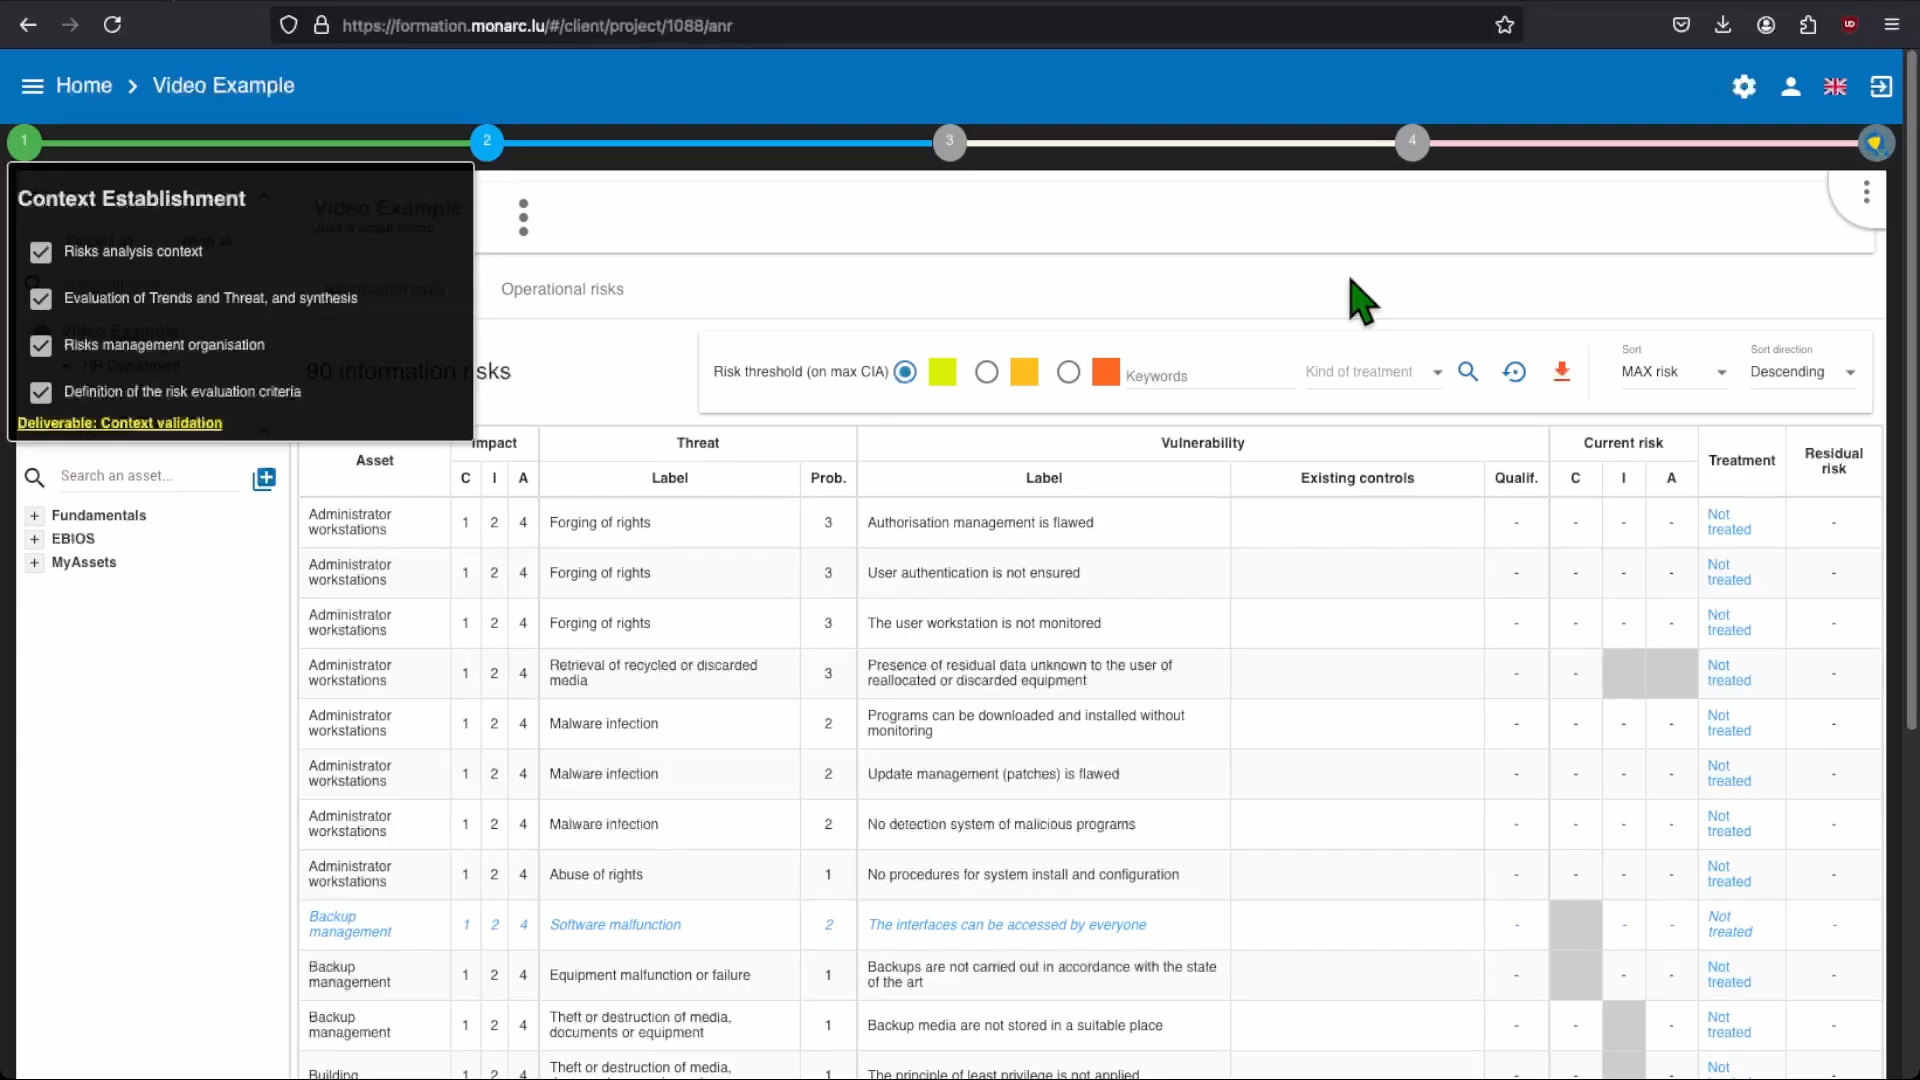 https://formation.monarc.lu/#/client/project/1088/anr
Home > Video Example
1
2
3
4
Context Establishment
Risks analysis context
Evaluation of Trends and Threat, and synthesis
Risks management organisation
Definition of the risk evaluation criteria
Deliverable: Context validation
Video Example
Just a small demo
Operational risks
90 information risks
Risk threshold (on max CIA)
Keywords
Kind of treatment
Sort
MAX risk
Sort direction
Descending
Video Example
HR Department
Search an asset...
+ Fundamentals
+ EBIOS
+ MyAssets
Asset Impact Threat Vulnerability Current risk Treatment Residual risk
C I A Label Prob. Label Existing controls Qualif. C I A
Administrator workstations 1 2 4 Forging of rights 3 Authorisation management is flawed - - - - Not treated -
Administrator workstations 1 2 4 Forging of rights 3 User authentication is not ensured - - - - Not treated -
Administrator workstations 1 2 4 Forging of rights 3 The user workstation is not monitored - - - - Not treated -
Administrator workstations 1 2 4 Retrieval of recycled or discarded media 3 Presence of residual data unknown to the user of reallocated or discarded equipment - - Not treated -
Administrator workstations 1 2 4 Malware infection 2 Programs can be downloaded and installed without monitoring - - - - Not treated -
Administrator workstations 1 2 4 Malware infection 2 Update management (patches) is flawed - - - - Not treated -
Administrator workstations 1 2 4 Malware infection 2 No detection system of malicious programs - - - - Not treated -
Administrator workstations 1 2 4 Abuse of rights 1 No procedures for system install and configuration - - - - Not treated -
Backup management 1 2 4 Software malfunction 2 The interfaces can be accessed by everyone - - - Not treated -
Backup management 1 2 4 Equipment malfunction or failure 1 Backups are not carried out in accordance with the state of the art - - - Not treated -
Backup management 1 2 4 Theft or destruction of media, documents or equipment 1 Backup media are not stored in a suitable place - - - Not treated -
Building 1 2 4 Theft or destruction of media, 1 The principle of least privilege is not applied - - - Not